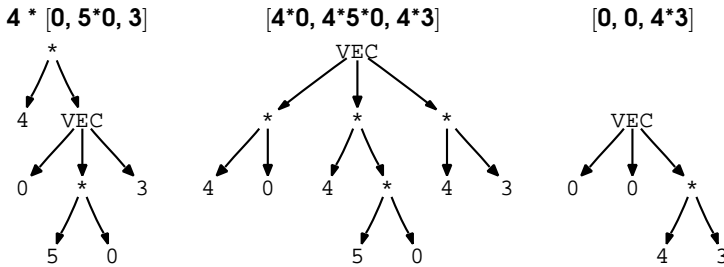 4 * [0, 5*0, 3] [4*0, 4*5*0, 4*3] [0, 0, 4*3]
* VEC
4 VEC * * * VEC
0 * 3 4 0 4 * 4 3 0 0 *
5 0 5 0 4 3